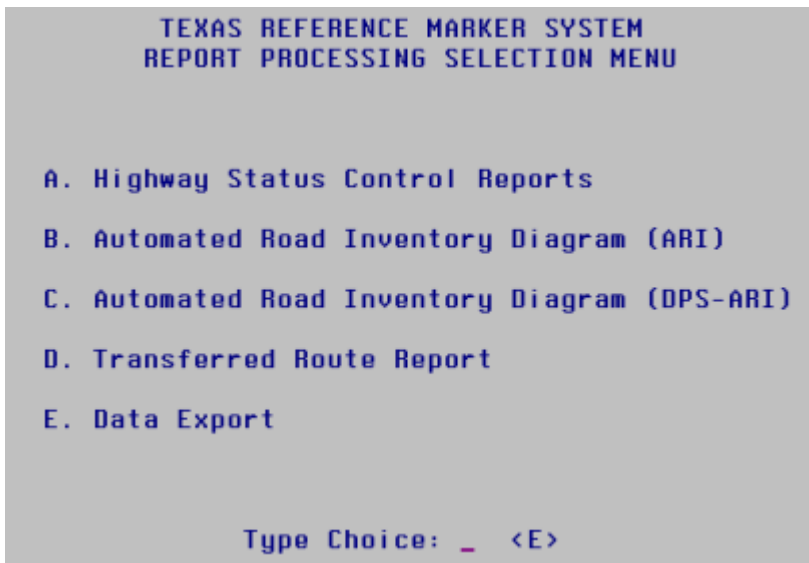 TEXAS REFERENCE MARKER SYSTEM
REPORT PROCESSING SELECTION MENU
A. Highway Status Control Reports
B. Automated Road Inventory Diagram (ARI)
C. Automated Road Inventory Diagram (DPS-ARI)
D. Transferred Route Report
E. Data Export
Type Choice: _ <E>